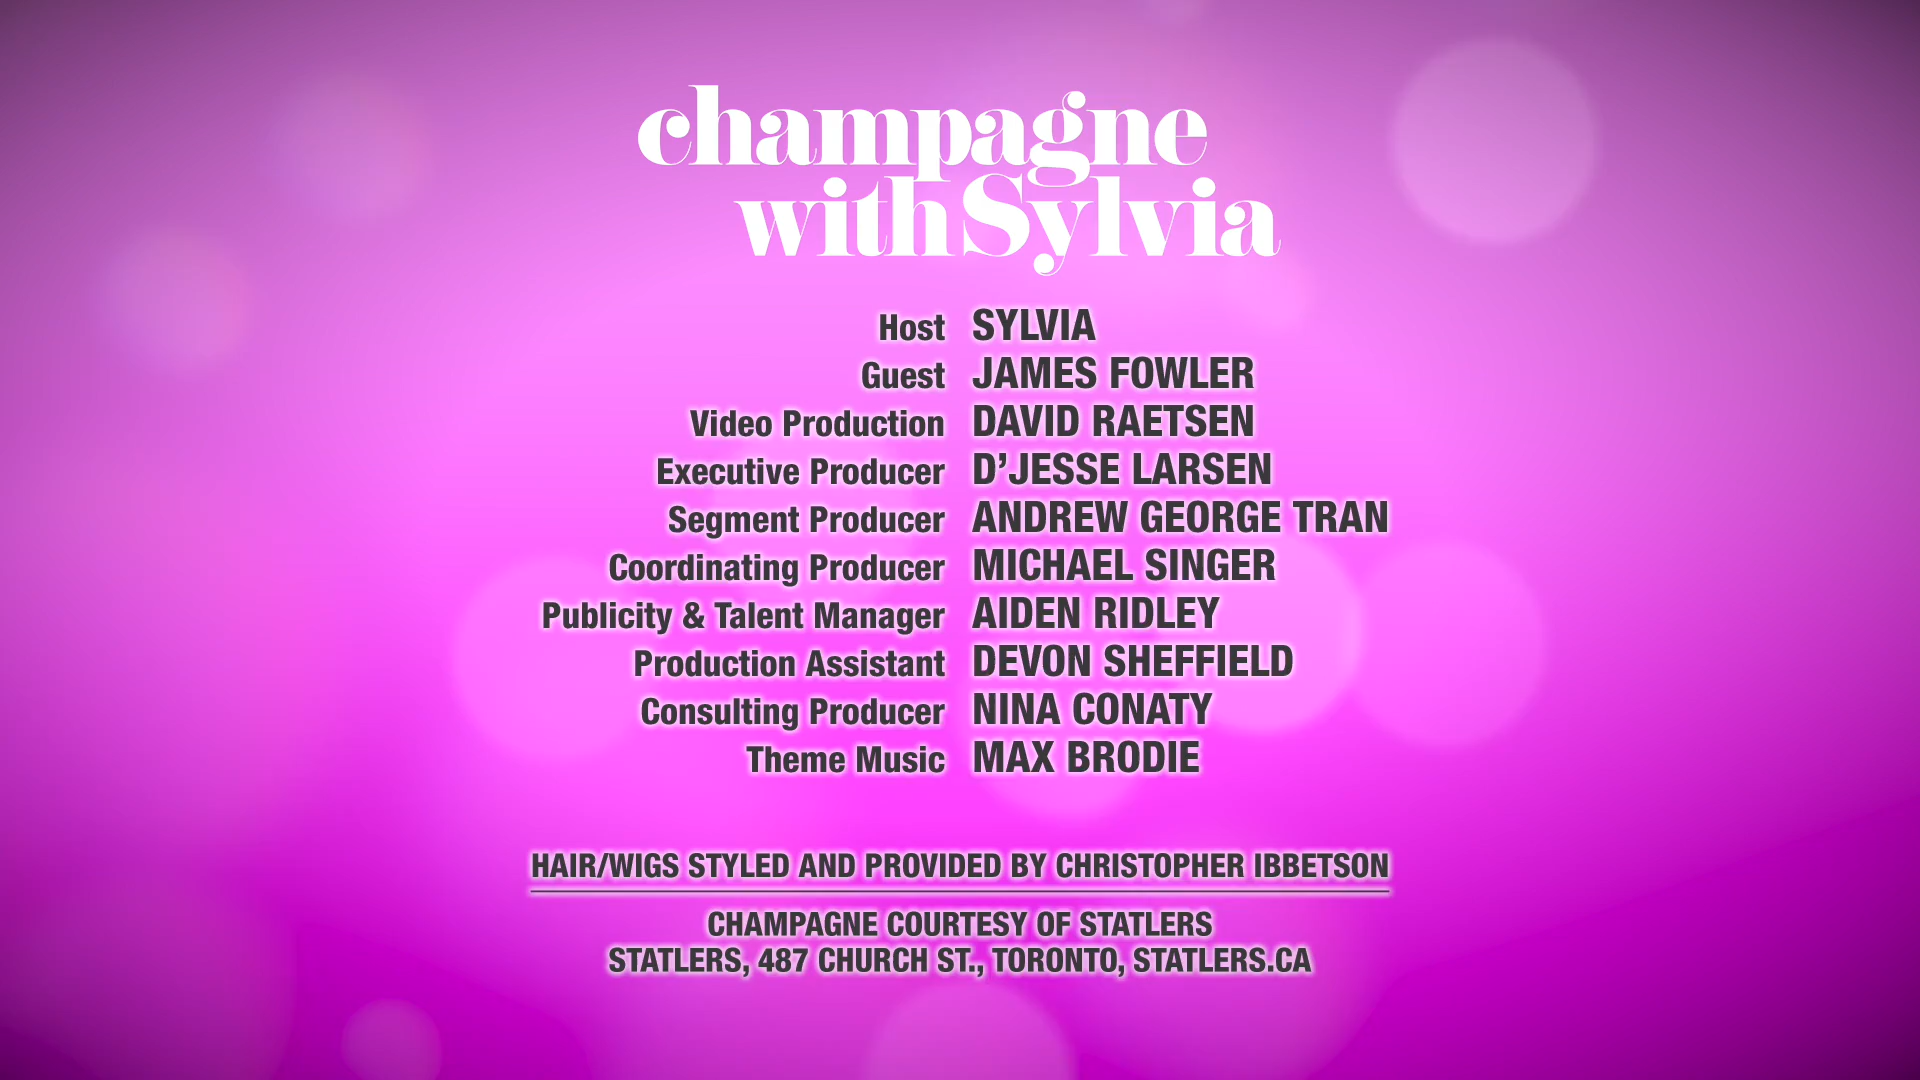 champagne
with Sylvia
Host SYLVIA
Guest JAMES FOWLER
Video Production DAVID RAETSEN
Executive Producer D’JESSE LARSEN
Segment Producer ANDREW GEORGE TRAN
Coordinating Producer MICHAEL SINGER
Publicity & Talent Manager AIDEN RIDLEY
Production Assistant DEVON SHEFFIELD
Consulting Producer NINA CONATY
Theme Music MAX BRODIE
HAIR/WIGS STYLED AND PROVIDED BY CHRISTOPHER IBBETSON
CHAMPAGNE COURTESY OF STATLERS
STATLERS, 487 CHURCH ST., TORONTO, STATLERS.CA